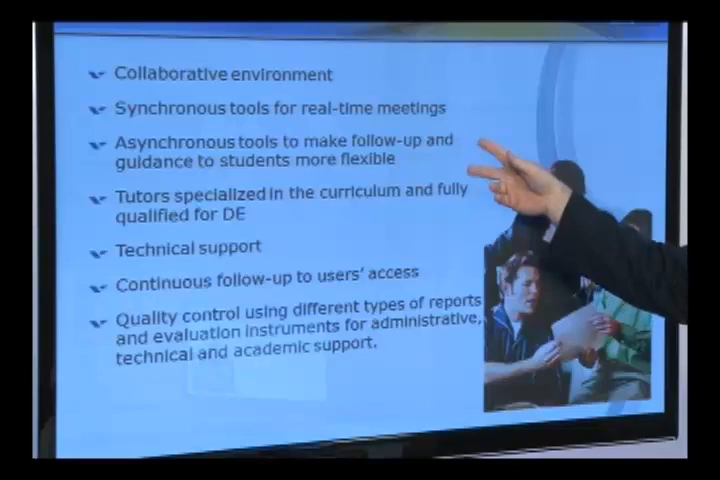 Collaborative environment
Synchronous tools for real-time meetings
Asynchronous tools to make follow-up and
guidance to students more flexible
Tutors specialized in the curriculum and fully
qualified for DE
Technical support
Continuous follow-up to users' access
Quality control using different types of reports
and evaluation instruments for administrative,
technical and academic support.